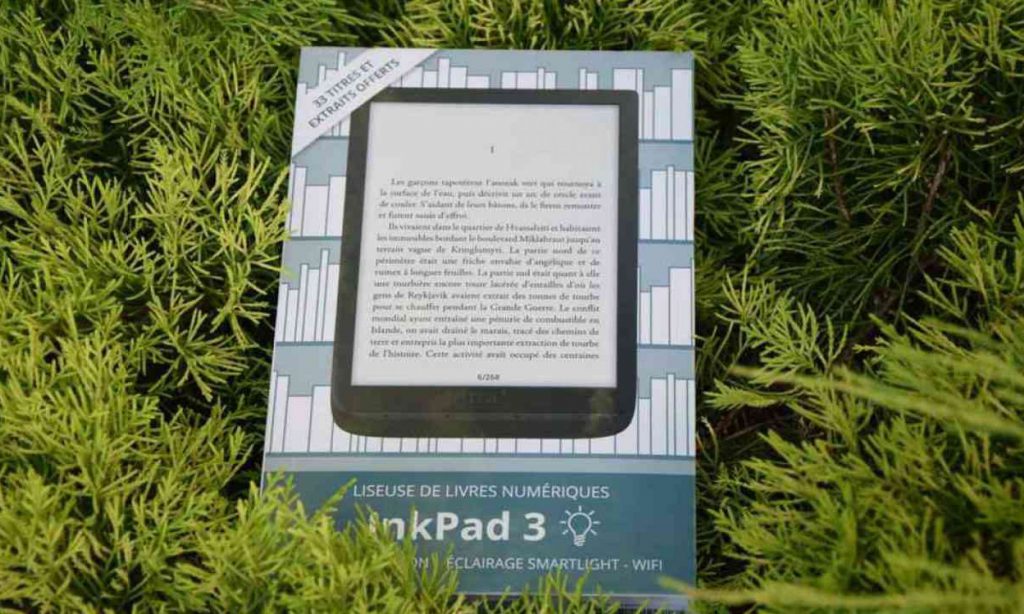 33 TITRES ET
EXTRAITS OFFERTS
1
Les garçons tapotèrent l'anorak vert qui tournoya à
la surface de l'eau, puis décrivit un arc de cercle avant
de couler. S'aidant de leurs bâtons, ils le firent remonter
et furent saisis d'effroi.
Ils vivaient dans le quartier de Hvassaleiti et habitaient
les immeubles bordant le boulevard Miklabraut jusqu'au
terrain vague de Kringlumyri. La partie nord de ce
périmètre était une friche envahie d'angélique et de
rumex à longues feuilles. La partie sud était quant à elle
une tourbière encore toute lacérée d'entailles d'où les
gens de Reykjavik avaient extrait des tonnes de tourbe
pour se chauffer pendant la Grande Guerre. Le conflit
mondial ayant entraîné une pénurie de combustible en
Islande, on avait drainé le marais, tracé des chemins de
terre et entrepris la plus importante extraction de tourbe
de l'histoire. Cette activité avait occupé des centaines
6/268
LISEUSE DE LIVRES NUMÉRIQUES
InkPad 3
ÉCLAIRAGE SMARTLIGHT - WIFI